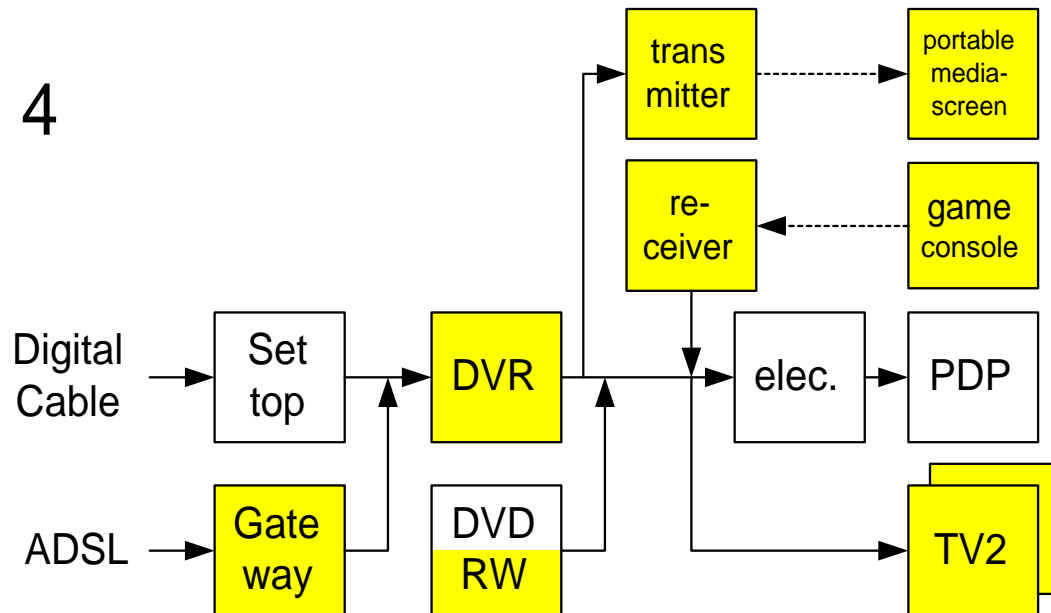 4
trans
mitter
portable
media-
screen
re-
ceiver
game
console
Digital
Cable
Set
top
DVR
elec.
PDP
ADSL
Gate
way
DVD
RW
TV2